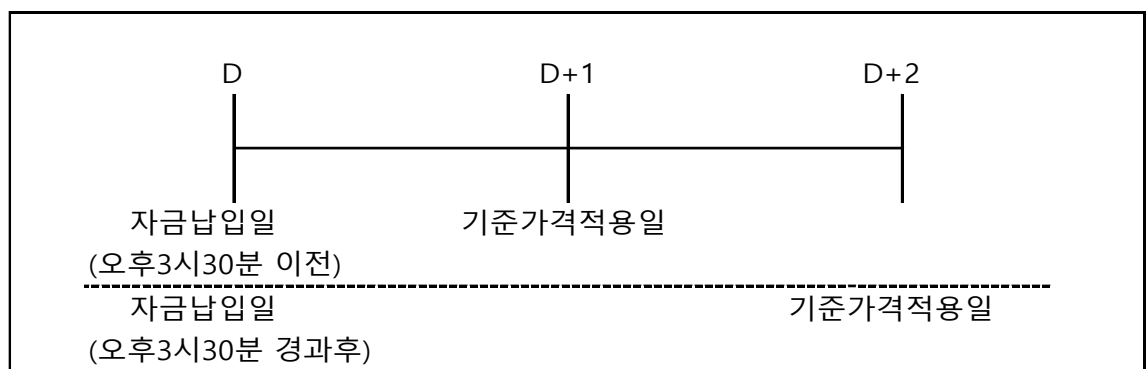 D D+1 D+2
자금납입일 기준가격적용일
(오후3시30분 이전)
자금납입일 기준가격적용일
(오후3시30분 경과후)